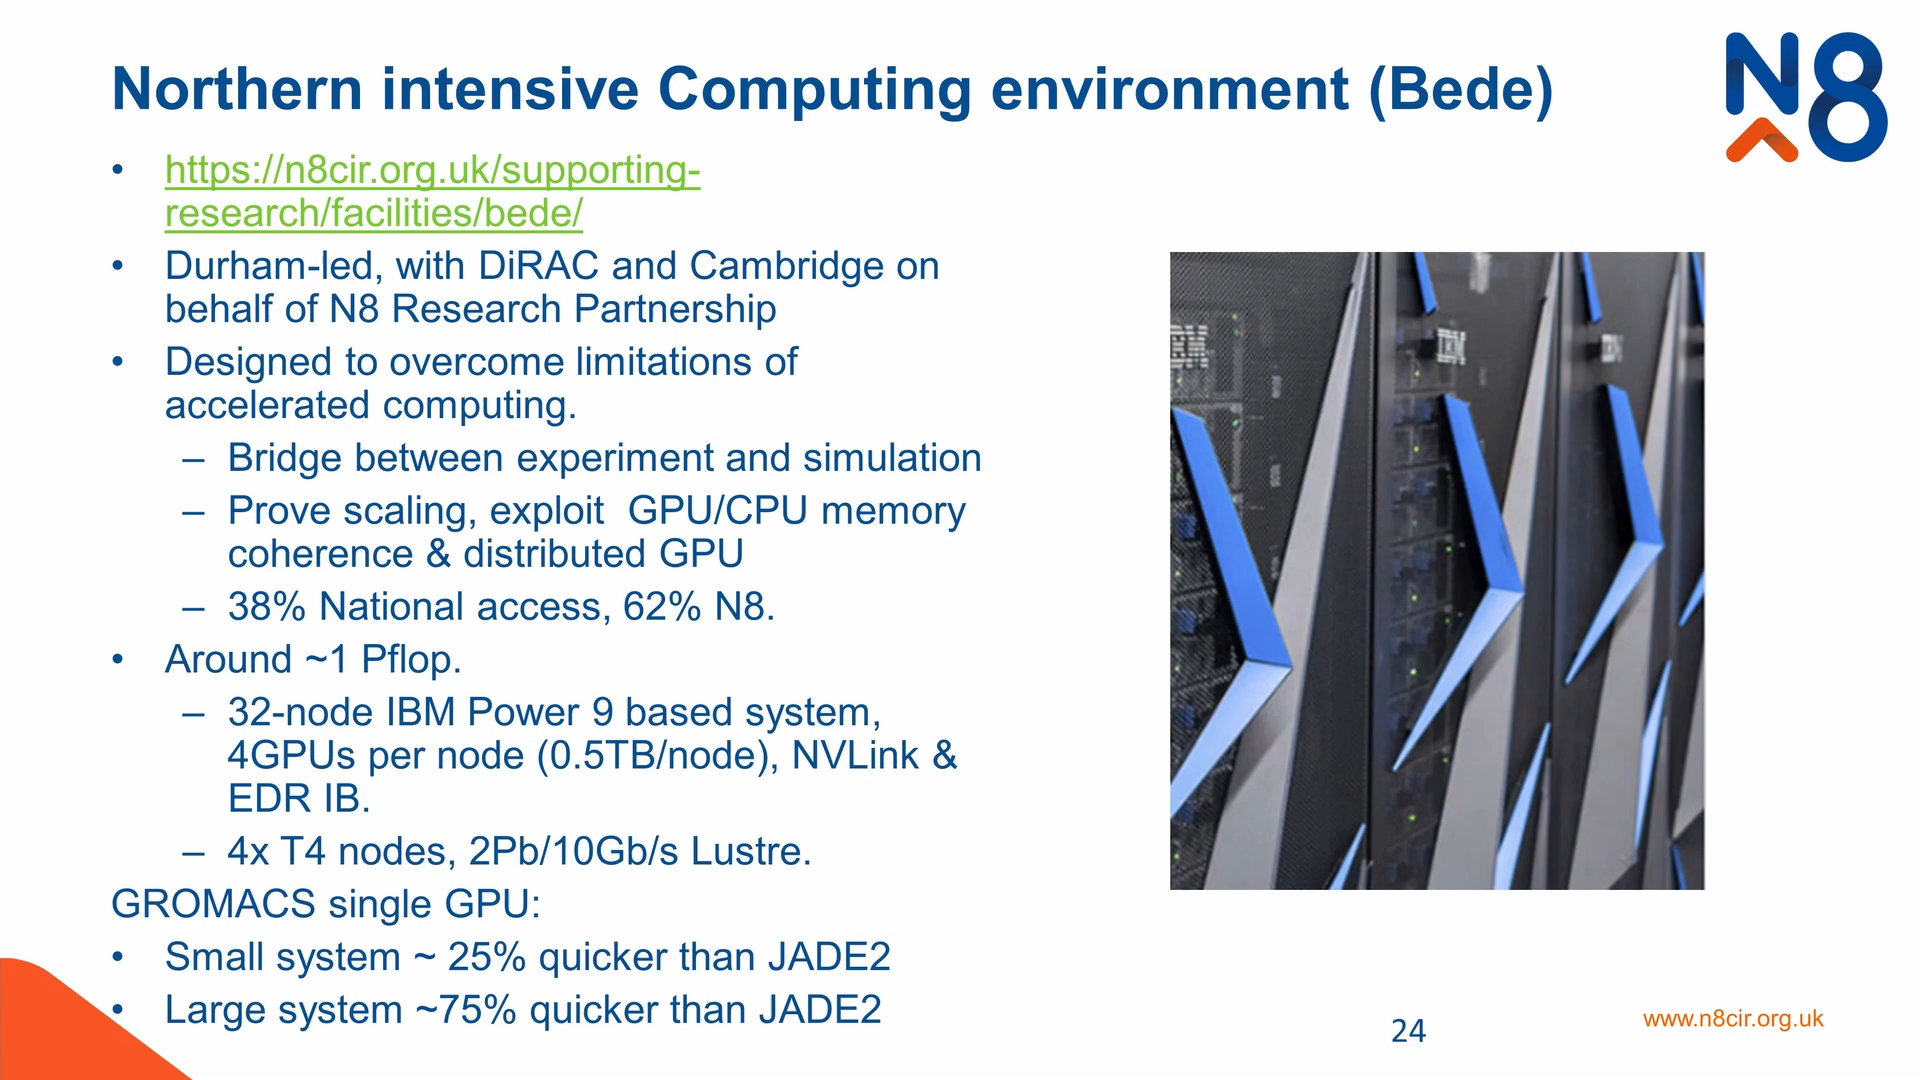 Northern intensive Computing environment (Bede)
N8
• https://n8cir.org.uk/supporting-
research/facilities/bede/
• Durham-led, with DiRAC and Cambridge on
behalf of N8 Research Partnership
• Designed to overcome limitations of
accelerated computing.
– Bridge between experiment and simulation
– Prove scaling, exploit  GPU/CPU memory
coherence & distributed GPU
– 38% National access, 62% N8.
• Around ~1 Pflop.
– 32-node IBM Power 9 based system,
4GPUs per node (0.5TB/node), NVLink &
EDR IB.
– 4x T4 nodes, 2Pb/10Gb/s Lustre.
GROMACS single GPU:
• Small system ~ 25% quicker than JADE2
• Large system ~75% quicker than JADE2
IBM
IBM
IBM
24
www.n8cir.org.uk